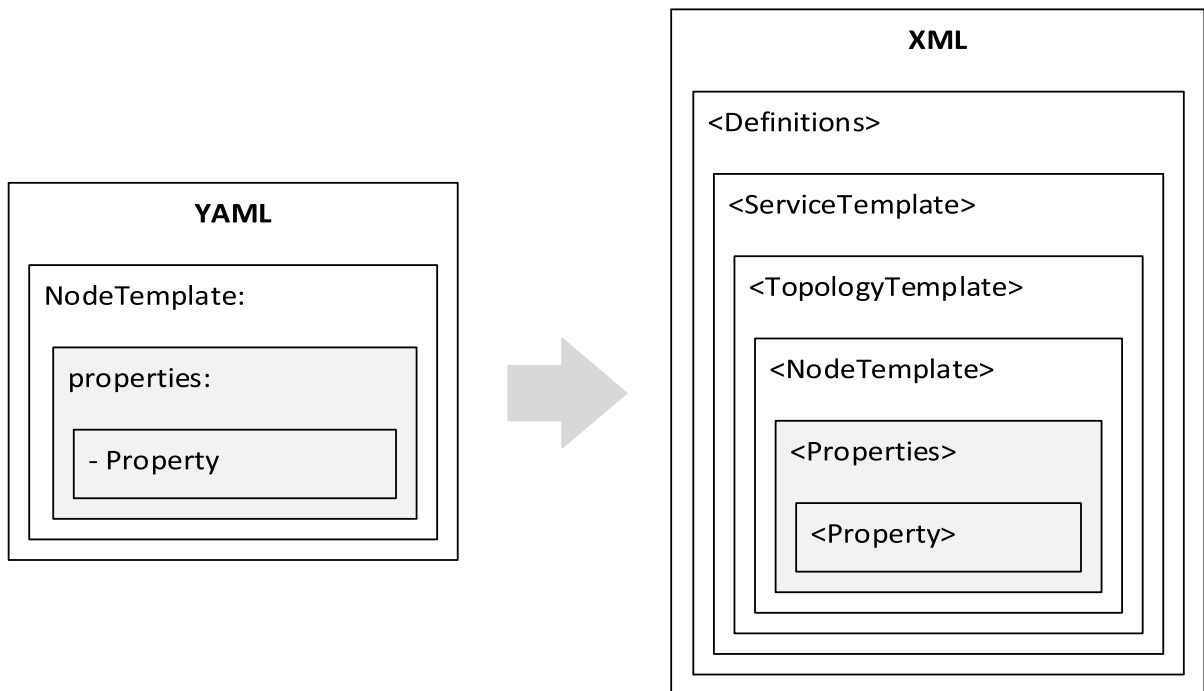 YAML
NodeTemplate:
properties:
- Property
XML
<Definitions>
<ServiceTemplate>
<TopologyTemplate>
<NodeTemplate>
<Properties>
<Property>